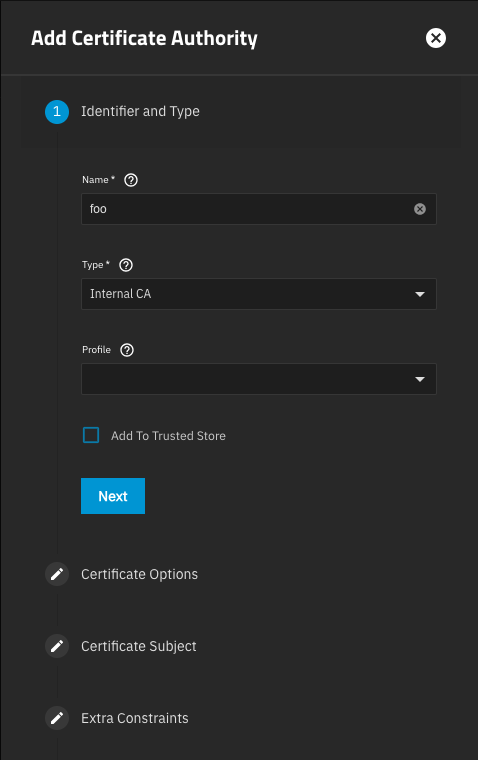 Add Certificate Authority
1 Identifier and Type
Name *
foo
Type *
Internal CA
Profile
Add To Trusted Store
Next
Certificate Options
Certificate Subject
Extra Constraints